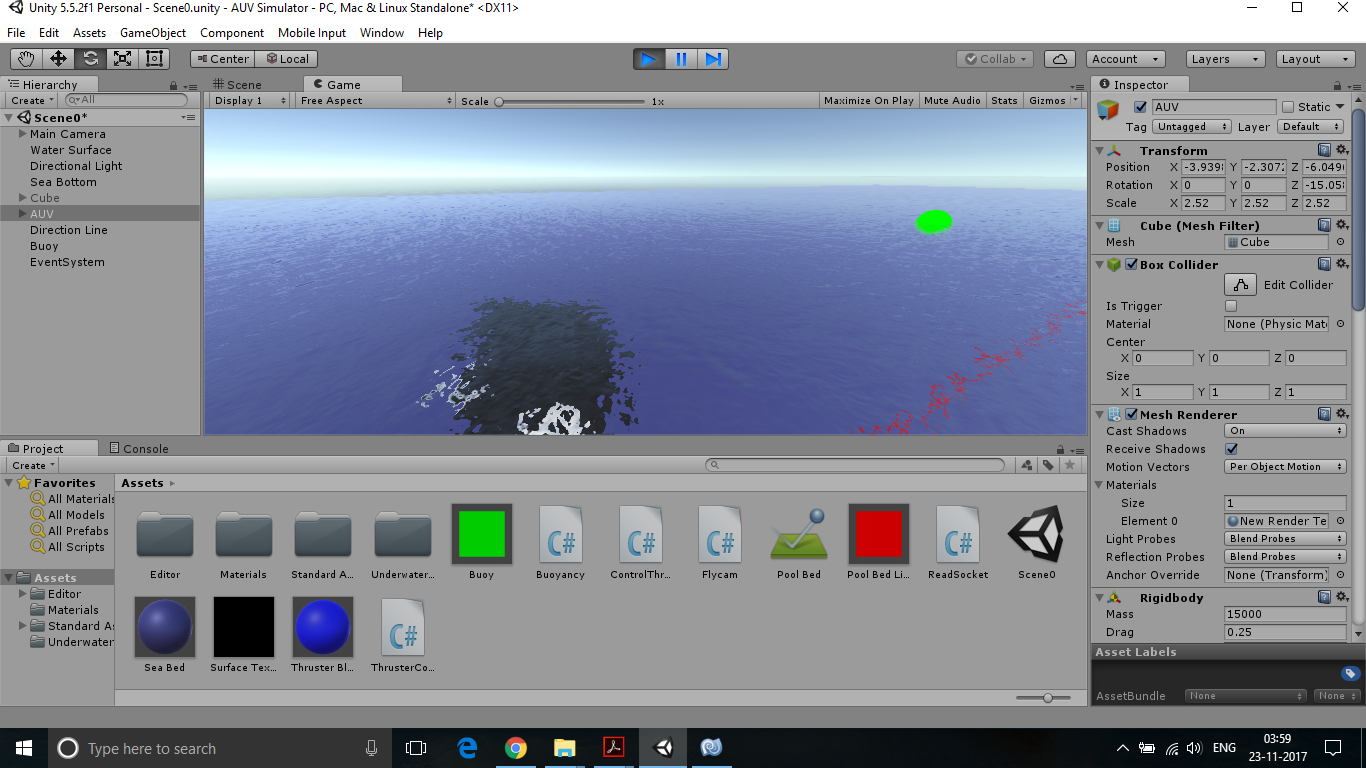 Unity 5.5.2f1 Personal - Scene0.unity - AUV Simulator - PC, Mac & Linux Standalone* <DX11>
File Edit Assets GameObject Component Mobile Input Window Help
Center Local Collab Account Layers Layout
Hierarchy
Create All
Scene0*
Main Camera
Water Surface
Directional Light
Sea Bottom
Cube
AUV
Direction Line
Buoy
EventSystem
Scene Game
Display 1 Free Aspect Scale 1x Maximize On Play Mute Audio Stats Gizmos
Inspector
AUV Static
Tag Untagged Layer Default
Transform
Position X -3.939 Y -2.3072 Z -6.049
Rotation X 0 Y 0 Z -15.05
Scale X 2.52 Y 2.52 Z 2.52
Cube (Mesh Filter)
Mesh Cube
Box Collider
Edit Collider
Is Trigger
Material None (Physic Mat
Center
X 0 Y 0 Z 0
Size
X 1 Y 1 Z 1
Mesh Renderer
Cast Shadows On
Receive Shadows
Motion Vectors Per Object Motion
Materials
Size 1
Element 0 New Render Te
Light Probes Blend Probes
Reflection Probes Blend Probes
Anchor Override None (Transform)
Rigidbody
Mass 15000
Drag 0.25
Asset Labels
AssetBundle None None
Project Console
Create
Favorites
All Materials
All Models
All Prefabs
All Scripts
Assets
Editor
Materials
Standard As
Underwater
Assets
Editor Materials Standard A... Underwater... Buoy Buoyancy ControlThr... Flycam Pool Bed Pool Bed Li... ReadSocket Scene0
C# C# C# C#
Sea Bed Surface Tex... Thruster Bl... ThrusterCo...
C#
Type here to search
ENG
03:59
23-11-2017